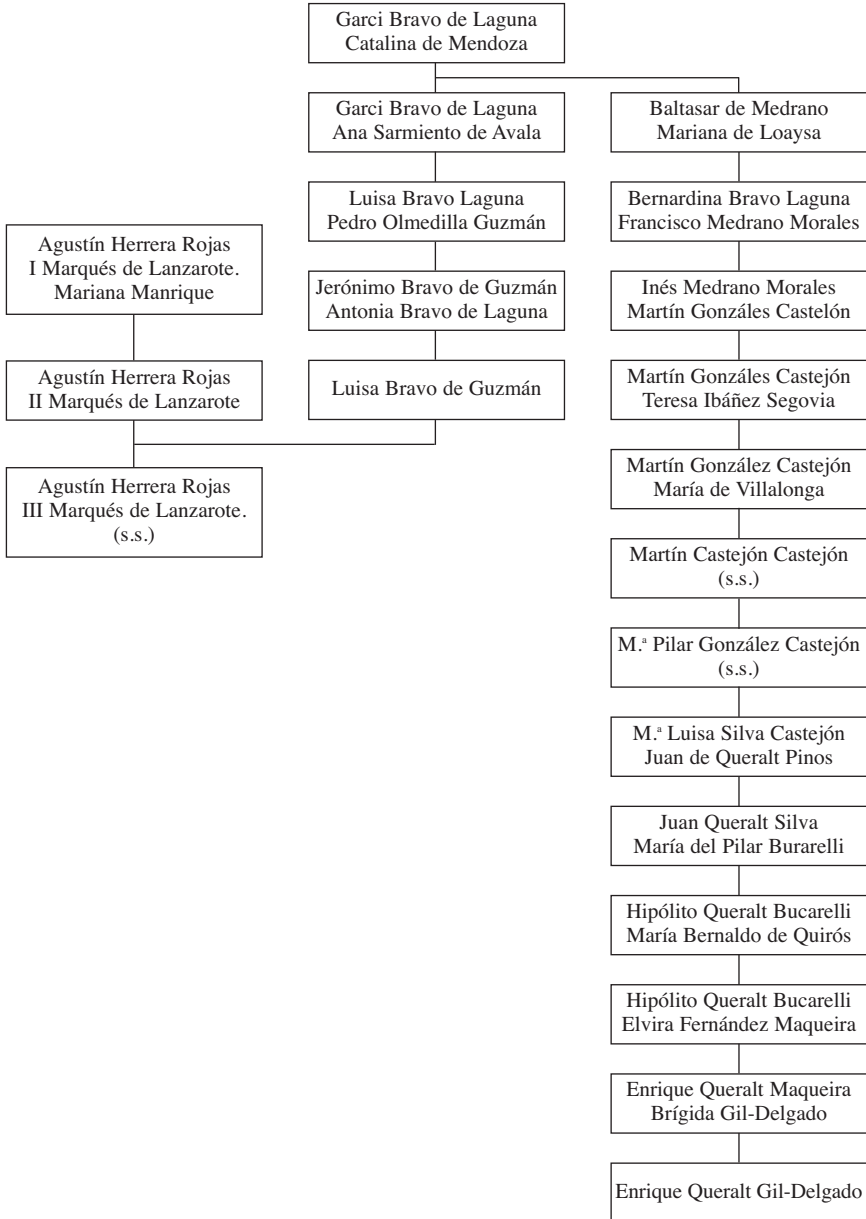 Garci Bravo de Laguna
Catalina de Mendoza
Garci Bravo de Laguna
Ana Sarmiento de Avala
Baltasar de Medrano
Mariana de Loaysa
Luisa Bravo Laguna
Pedro Olmedilla Guzmán
Bernardina Bravo Laguna
Francisco Medrano Morales
Agustín Herrera Rojas
I Marqués de Lanzarote.
Mariana Manrique
Jerónimo Bravo de Guzmán
Antonia Bravo de Laguna
Inés Medrano Morales
Martín Gonzáles Castelón
Agustín Herrera Rojas
II Marqués de Lanzarote
Luisa Bravo de Guzmán
Martín Gonzáles Castejón
Teresa Ibáñez Segovia
Agustín Herrera Rojas
III Marqués de Lanzarote.
(s.s.)
Martín González Castejón
María de Villalonga
Martín Castejón Castejón
(s.s.)
M.ª Pilar González Castejón
(s.s.)
M.ª Luisa Silva Castejón
Juan de Queralt Pinos
Juan Queralt Silva
María del Pilar Burarelli
Hipólito Queralt Bucarelli
María Bernaldo de Quirós
Hipólito Queralt Bucarelli
Elvira Fernández Maqueira
Enrique Queralt Maqueira
Brígida Gil-Delgado
Enrique Queralt Gil-Delgado